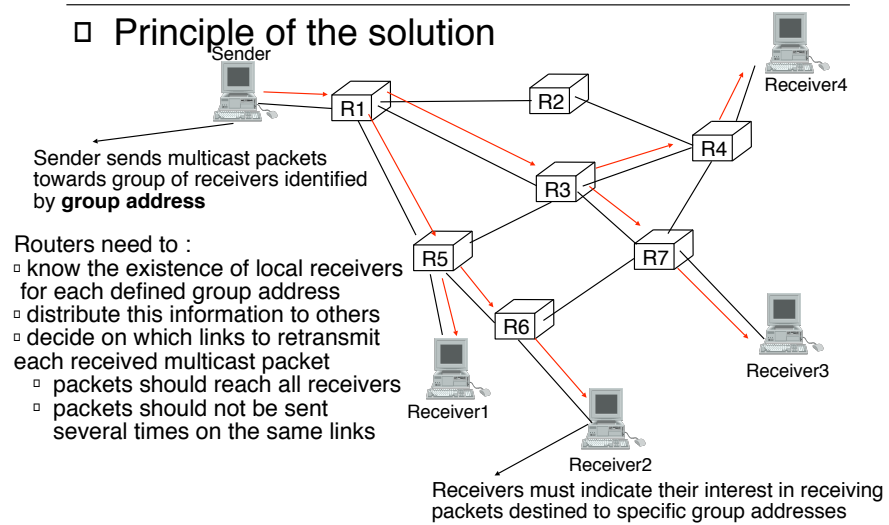 Principle of the solution
Sender
Receiver4
R1
R2
R4
R3
Sender sends multicast packets
towards group of receivers identified
by group address
Routers need to :
know the existence of local receivers
for each defined group address
distribute this information to others
decide on which links to retransmit
each received multicast packet
packets should reach all receivers
packets should not be sent
several times on the same links
R5
R7
R6
Receiver3
Receiver1
Receiver2
Receivers must indicate their interest in receiving
packets destined to specific group addresses